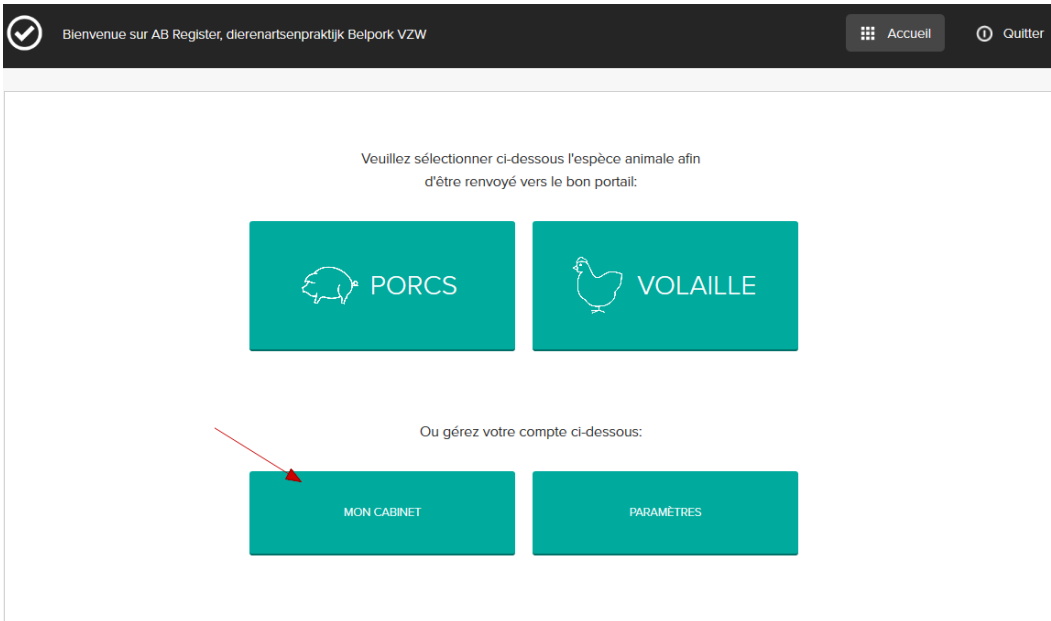 Bienvenue sur AB Register, dierenartsenpraktijk Belpork VZW
Accueil
Quitter
Veuillez sélectionner ci-dessous l'espèce animale afin
d'être renvoyé vers le bon portail:
PORCS
VOLAILLE
Ou gérez votre compte ci-dessous:
MON CABINET
PARAMÈTRES